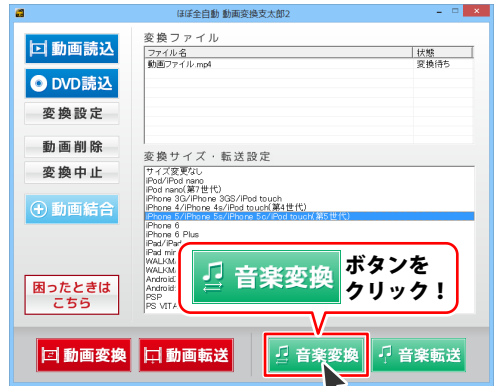 ほぼ全自動 動画変換支太郎2
動画読込
DVD読込
変換設定
動画削除
変換中止
動画結合
困ったときは
こちら
変換ファイル
ファイル名 状態
動画ファイル.mp4 変換待ち
変換サイズ・転送設定
サイズ変更なし
iPod/iPod nano
iPod nano(第7世代)
iPhone 3G/iPhone 3GS/iPod touch
iPhone 4/iPhone 4s/iPod touch(第4世代)
iPhone 5/iPhone 5s/iPhone 5c/iPod touch(第5世代)
iPhone 6
iPhone 6 Plus
iPad/iPad
iPad mini
WALKM
WALKM
Android
Android
PSP
PS VITA
音楽変換
ボタンを
クリック！
動画変換
動画転送
音楽変換
音楽転送